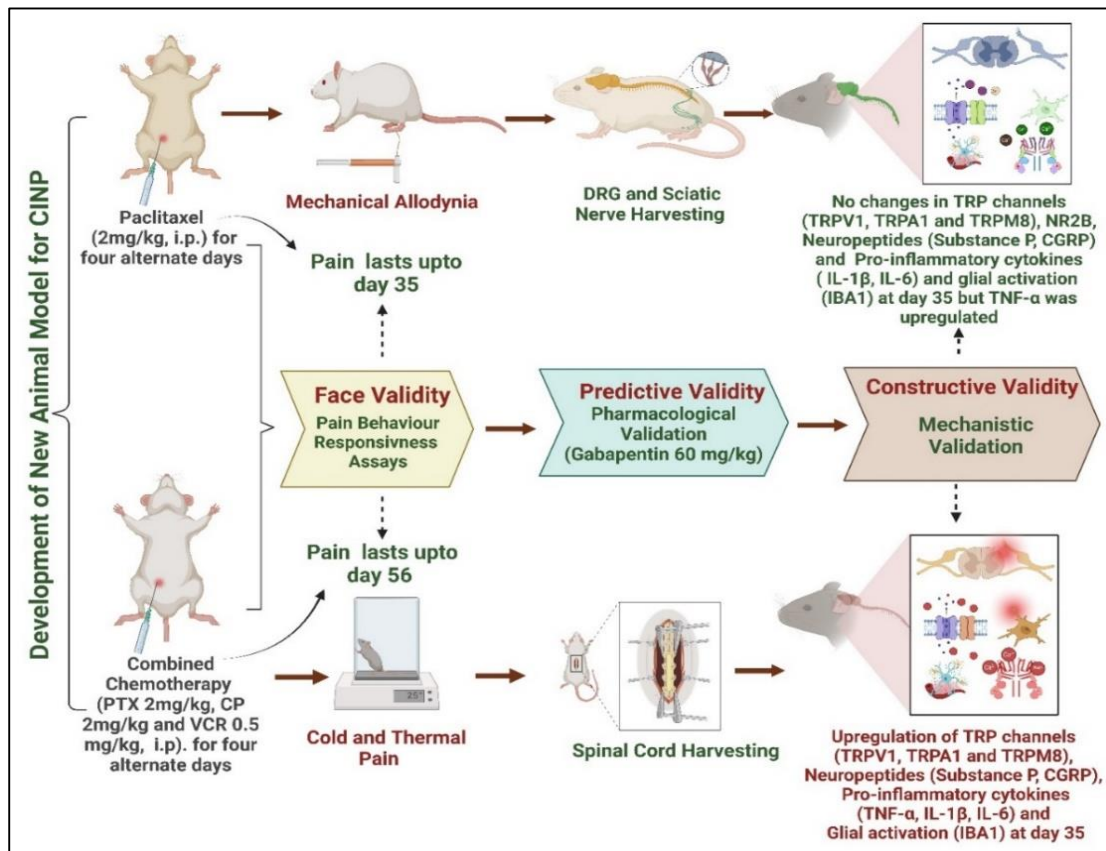 Development of New Animal Model for CINP
Paclitaxel
(2mg/kg, i.p.) for
four alternate days
Mechanical Allodynia
DRG and Sciatic
Nerve Harvesting
No changes in TRP channels
(TRPV1, TRPA1 and TRPM8), NR2B,
Neuropeptides (Substance P, CGRP)
and Pro-inflammatory cytokines
( IL-1β, IL-6) and glial activation
(IBA1) at day 35 but TNF-α was
upregulated
Pain lasts upto
day 35
Face Validity
Pain Behaviour
Responsivness
Assays
Predictive Validity
Pharmacological
Validation
(Gabapentin 60 mg/kg)
Constructive Validity
Mechanistic
Validation
Pain lasts upto
day 56
Combined
Chemotherapy
(PTX 2mg/kg, CP
2mg/kg and VCR 0.5
mg/kg, i.p). for four
alternate days
25°
Cold and Thermal
Pain
Spinal Cord Harvesting
Upregulation of TRP channels
(TRPV1, TRPA1 and TRPM8),
Neuropeptides (Substance P, CGRP),
Pro-inflammatory cytokines
(TNF-α, IL-1β, IL-6) and
Glial activation (IBA1) at day 35